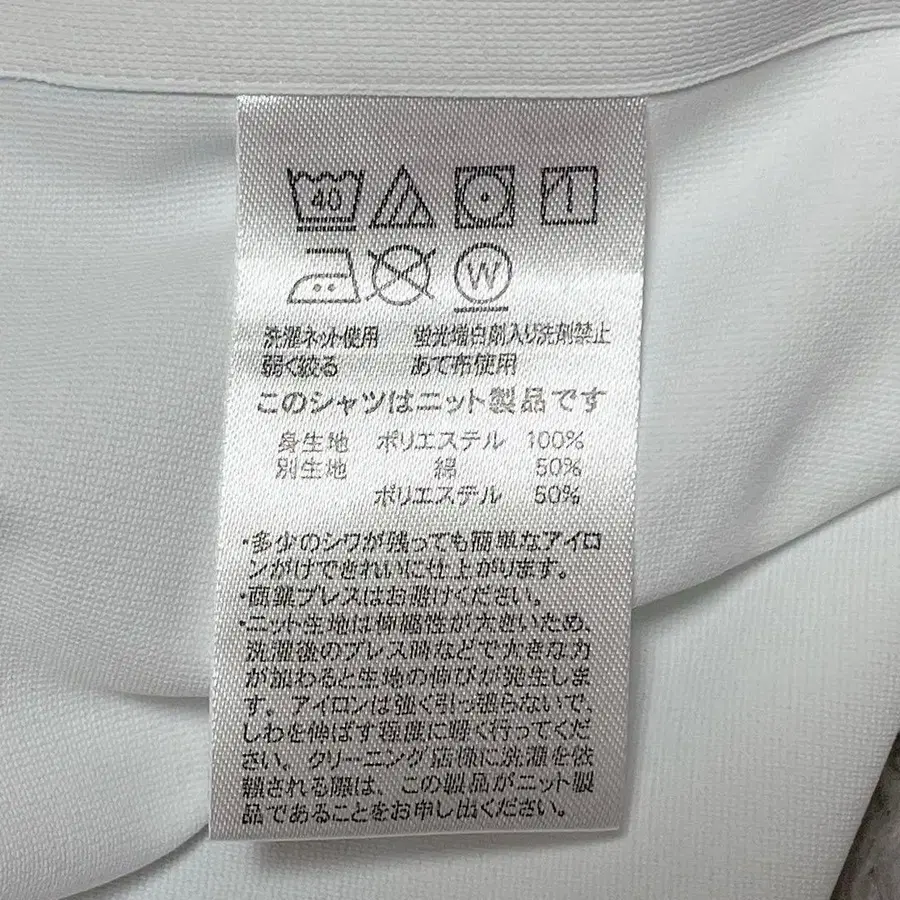 40
W
洗濯ネット使用 蛍光増白剤入り洗剤禁止
弱く絞る あて布使用
このシャツはニット製品です
身生地 ポリエステル 100%
別生地 綿 50%
ポリエステル 50%
・多少のシワが残っても簡単なアイロ
ンがけできれいに仕上がります。
・商業プレスはお避けください。
・ニット生地は伸縮性が大きいため、
洗濯後のプレス時などで大きな力
が加わると生地の伸びが発生しま
す。アイロンは強く引っ張らないで、
しわを伸ばす程度に軽く行ってくだ
さい。クリーニング店様に洗濯を依
頼される際は、この製品がニット製
品であることをお申し出ください。